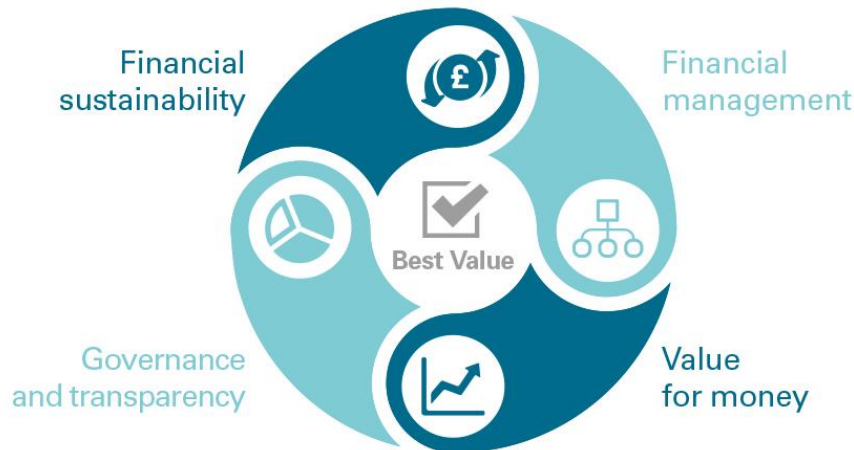 Financial
sustainability
Financial
management
£
Best Value
Governance
and transparency
Value
for money